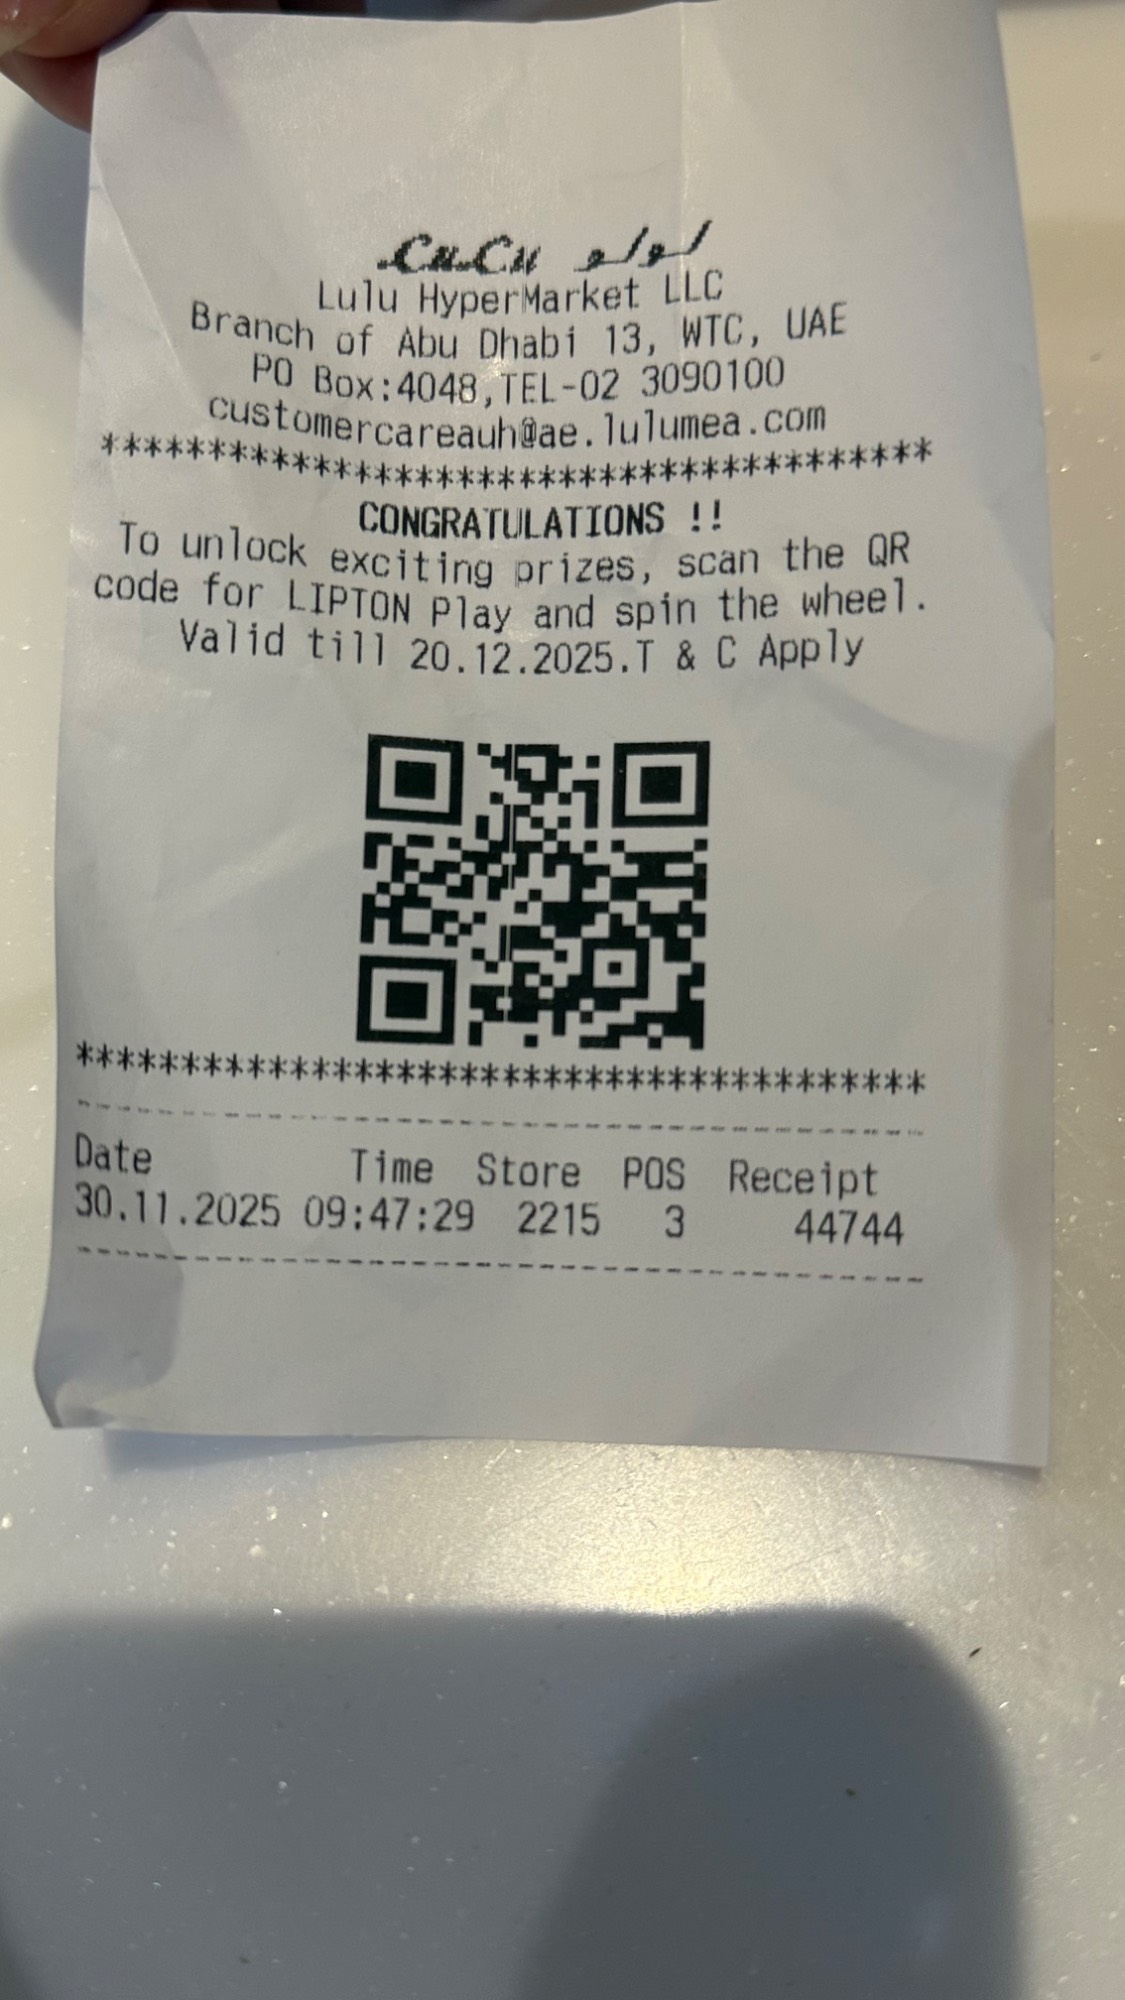 LuLu لولو
Lulu HyperMarket LLC
Branch of Abu Dhabi 13, WTC, UAE
PO Box:4048,TEL-02 3090100
customercareauh@ae.lulumea.com
****************************************
CONGRATULATIONS !!
To unlock exciting prizes, scan the QR
code for LIPTON Play and spin the wheel.
Valid till 20.12.2025.T & C Apply
****************************************
----------------------------------------
Date Time Store POS Receipt
30.11.2025 09:47:29 2215 3 44744
----------------------------------------